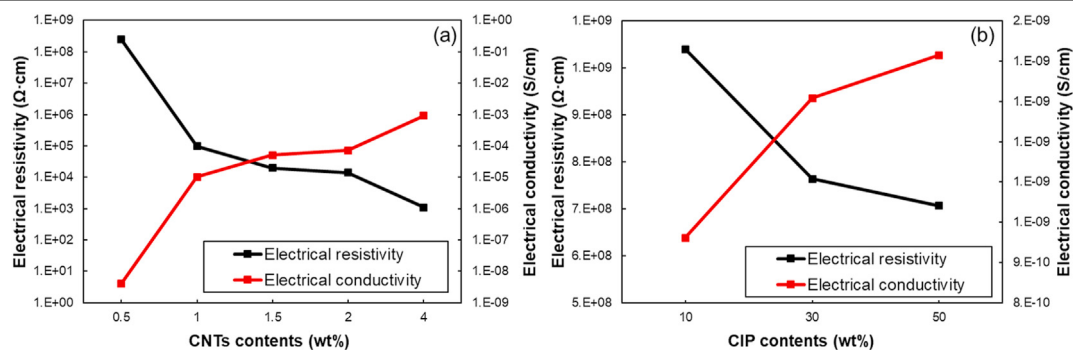 (a)
Electrical resistivity (Ω·cm)
1.E+09
1.E+08
1.E+07
1.E+06
1.E+05
1.E+04
1.E+03
1.E+02
1.E+01
1.E+00
1.E+00
1.E-01
1.E-02
1.E-03
1.E-04
1.E-05
1.E-06
1.E-07
1.E-08
1.E-09
Electrical conductivity (S/cm)
Electrical resistivity
Electrical conductivity
0.5 1 1.5 2 4
CNTs contents (wt%)
(b)
Electrical resistivity (Ω·cm)
1.E+09
1.E+09
9.E+08
8.E+08
7.E+08
6.E+08
5.E+08
2.E-09
1.E-09
1.E-09
1.E-09
1.E-09
1.E-09
9.E-10
8.E-10
Electrical conductivity (S/cm)
Electrical resistivity
Electrical conductivity
10 30 50
CIP contents (wt%)